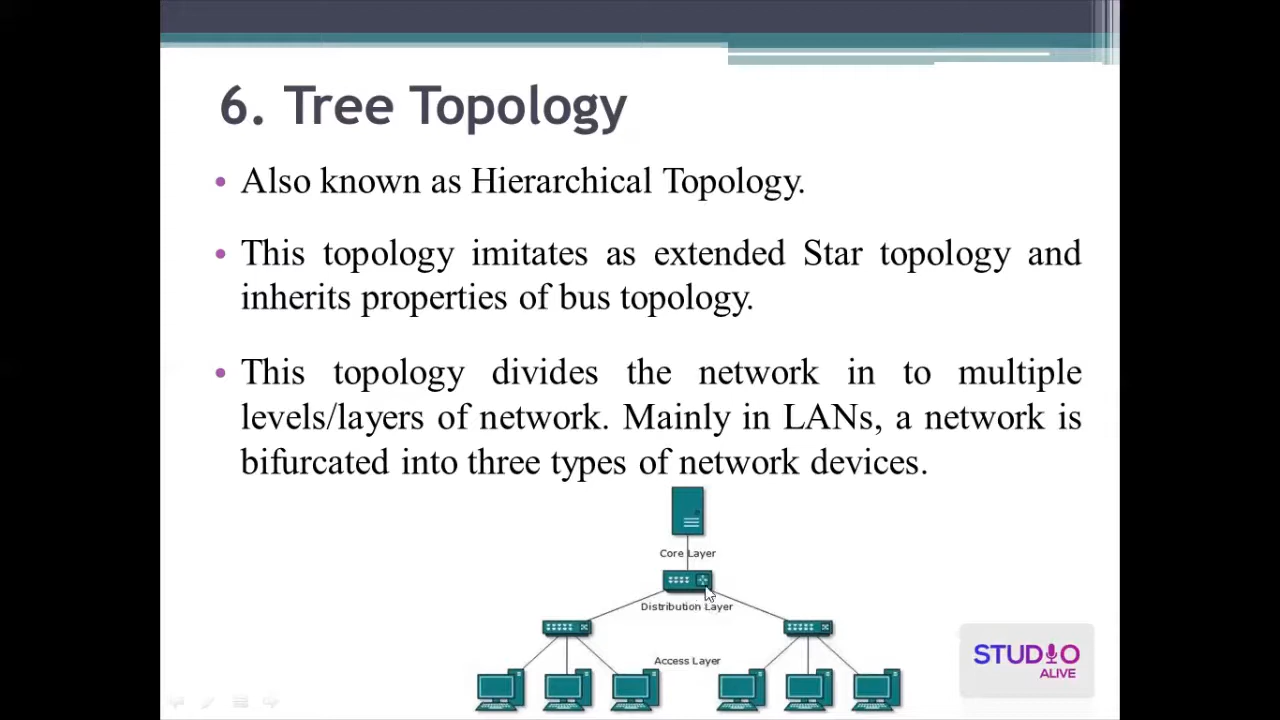 6. Tree Topology
• Also known as Hierarchical Topology.
• This topology imitates as extended Star topology and
inherits properties of bus topology.
• This topology divides the network in to multiple
levels/layers of network. Mainly in LANs, a network is
bifurcated into three types of network devices.
Core Layer
Distribution Layer
Access Layer
STUDIO
ALIVE